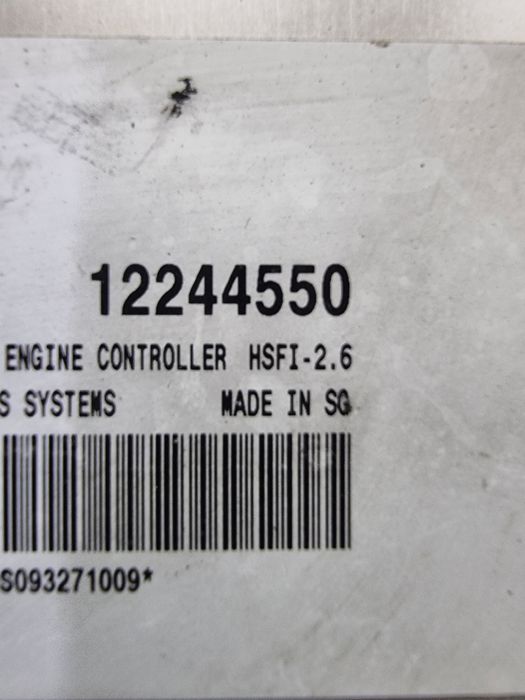 12244550
ENGINE CONTROLLER HSFI-2.6
S SYSTEMS MADE IN SG
S093271009*